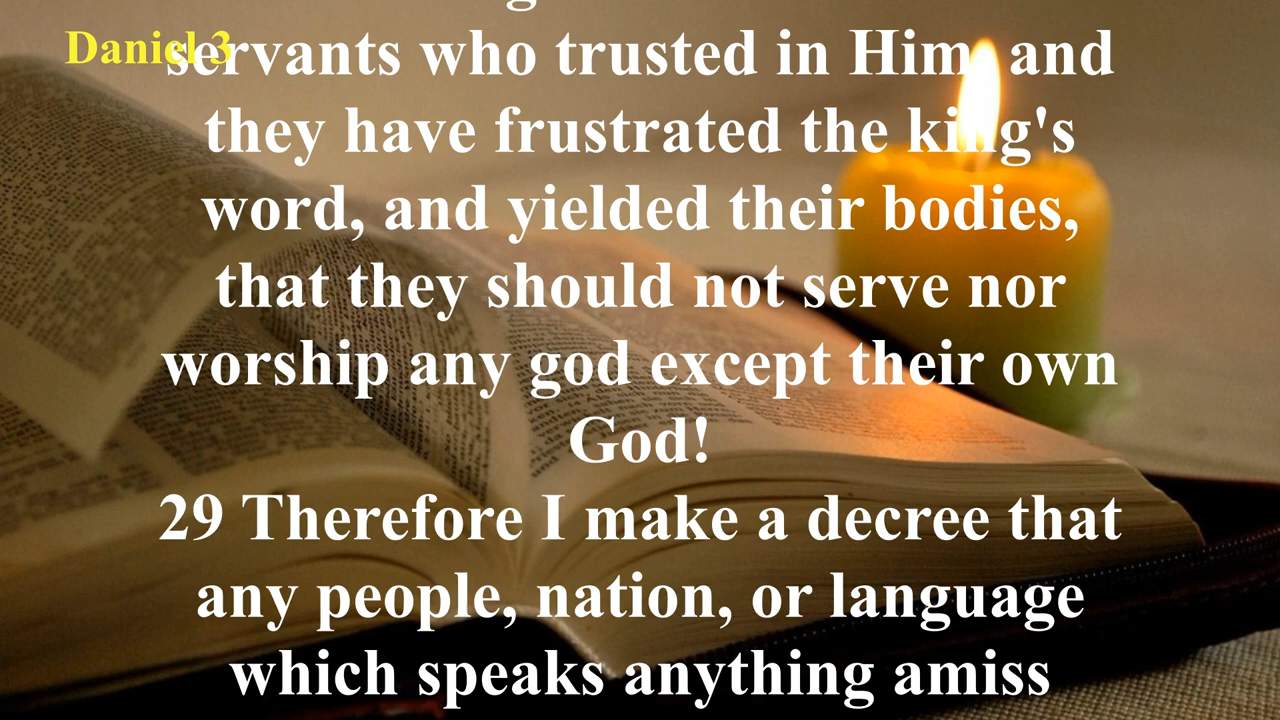 Daniel 3
servants who trusted in Him, and
they have frustrated the king's
word, and yielded their bodies,
that they should not serve nor
worship any god except their own
God!
29 Therefore I make a decree that
any people, nation, or language
which speaks anything amiss